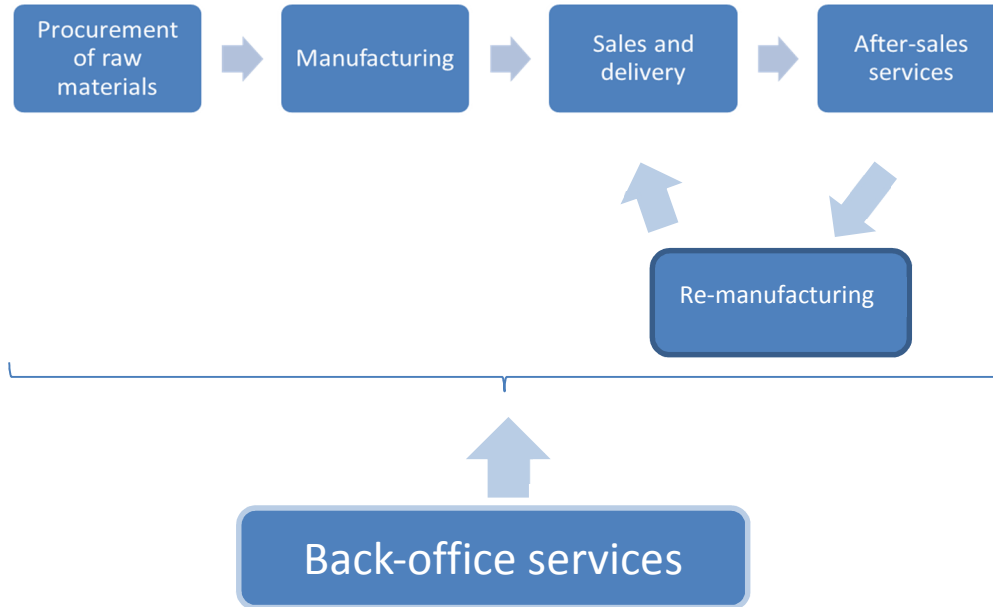 Procurement
of raw
materials
Manufacturing
Sales and
delivery
After-sales
services
Re-manufacturing
Back-office services